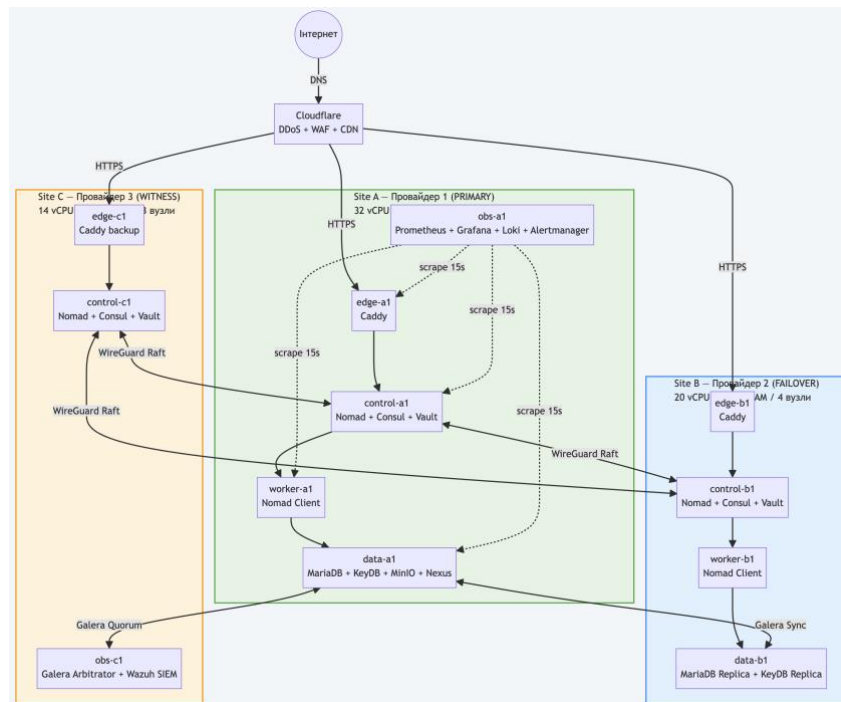 Інтернет
DNS
Cloudflare
DDoS + WAF + CDN
HTTPS
HTTPS
HTTPS
Site C — Провайдер 3 (WITNESS)
14 vCPU вузли
edge-c1
Caddy backup
Site A — Провайдер 1 (PRIMARY)
32 vCPU
obs-a1
Prometheus + Grafana + Loki + Alertmanager
scrape 15s
edge-a1
Caddy
scrape 15s
control-c1
Nomad + Consul + Vault
WireGuard Raft
scrape 15s
Site B — Провайдер 2 (FAILOVER)
20 vCPU AM / 4 вузли
edge-b1
Caddy
WireGuard Raft
control-a1
Nomad + Consul + Vault
scrape 15s
WireGuard Raft
worker-a1
Nomad Client
control-b1
Nomad + Consul + Vault
data-a1
MariaDB + KeyDB + MinIO + Nexus
worker-b1
Nomad Client
Galera Quorum
Galera Sync
obs-c1
Galera Arbitrator + Wazuh SIEM
data-b1
MariaDB Replica + KeyDB Replica